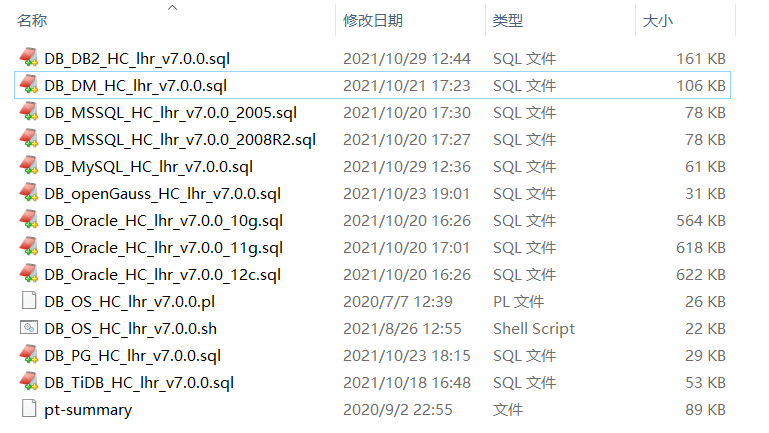 名称 修改日期 类型 大小
DB_DB2_HC_lhr_v7.0.0.sql 2021/10/29 12:44 SQL 文件 161 KB
DB_DM_HC_lhr_v7.0.0.sql 2021/10/21 17:23 SQL 文件 106 KB
DB_MSSQL_HC_lhr_v7.0.0_2005.sql 2021/10/20 17:30 SQL 文件 78 KB
DB_MSSQL_HC_lhr_v7.0.0_2008R2.sql 2021/10/20 17:27 SQL 文件 78 KB
DB_MySQL_HC_lhr_v7.0.0.sql 2021/10/29 12:36 SQL 文件 61 KB
DB_openGauss_HC_lhr_v7.0.0.sql 2021/10/23 19:01 SQL 文件 31 KB
DB_Oracle_HC_lhr_v7.0.0_10g.sql 2021/10/20 16:26 SQL 文件 564 KB
DB_Oracle_HC_lhr_v7.0.0_11g.sql 2021/10/20 17:01 SQL 文件 618 KB
DB_Oracle_HC_lhr_v7.0.0_12c.sql 2021/10/20 16:26 SQL 文件 622 KB
DB_OS_HC_lhr_v7.0.0.pl 2020/7/7 12:39 PL 文件 26 KB
DB_OS_HC_lhr_v7.0.0.sh 2021/8/26 12:55 Shell Script 22 KB
DB_PG_HC_lhr_v7.0.0.sql 2021/10/23 18:15 SQL 文件 29 KB
DB_TiDB_HC_lhr_v7.0.0.sql 2021/10/18 16:48 SQL 文件 53 KB
pt-summary 2020/9/2 22:55 文件 89 KB